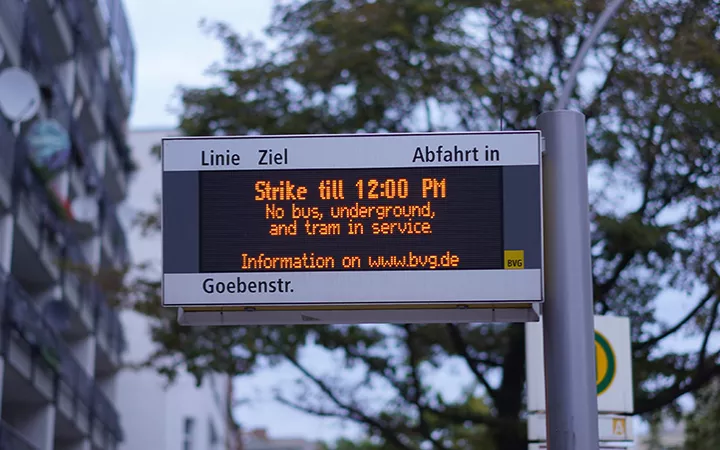 Linie Ziel Abfahrt in
Strike till 12:00 PM
No bus, underground,
and tram in service
Information on www.bvg.de
BVG
Goebenstr.
A